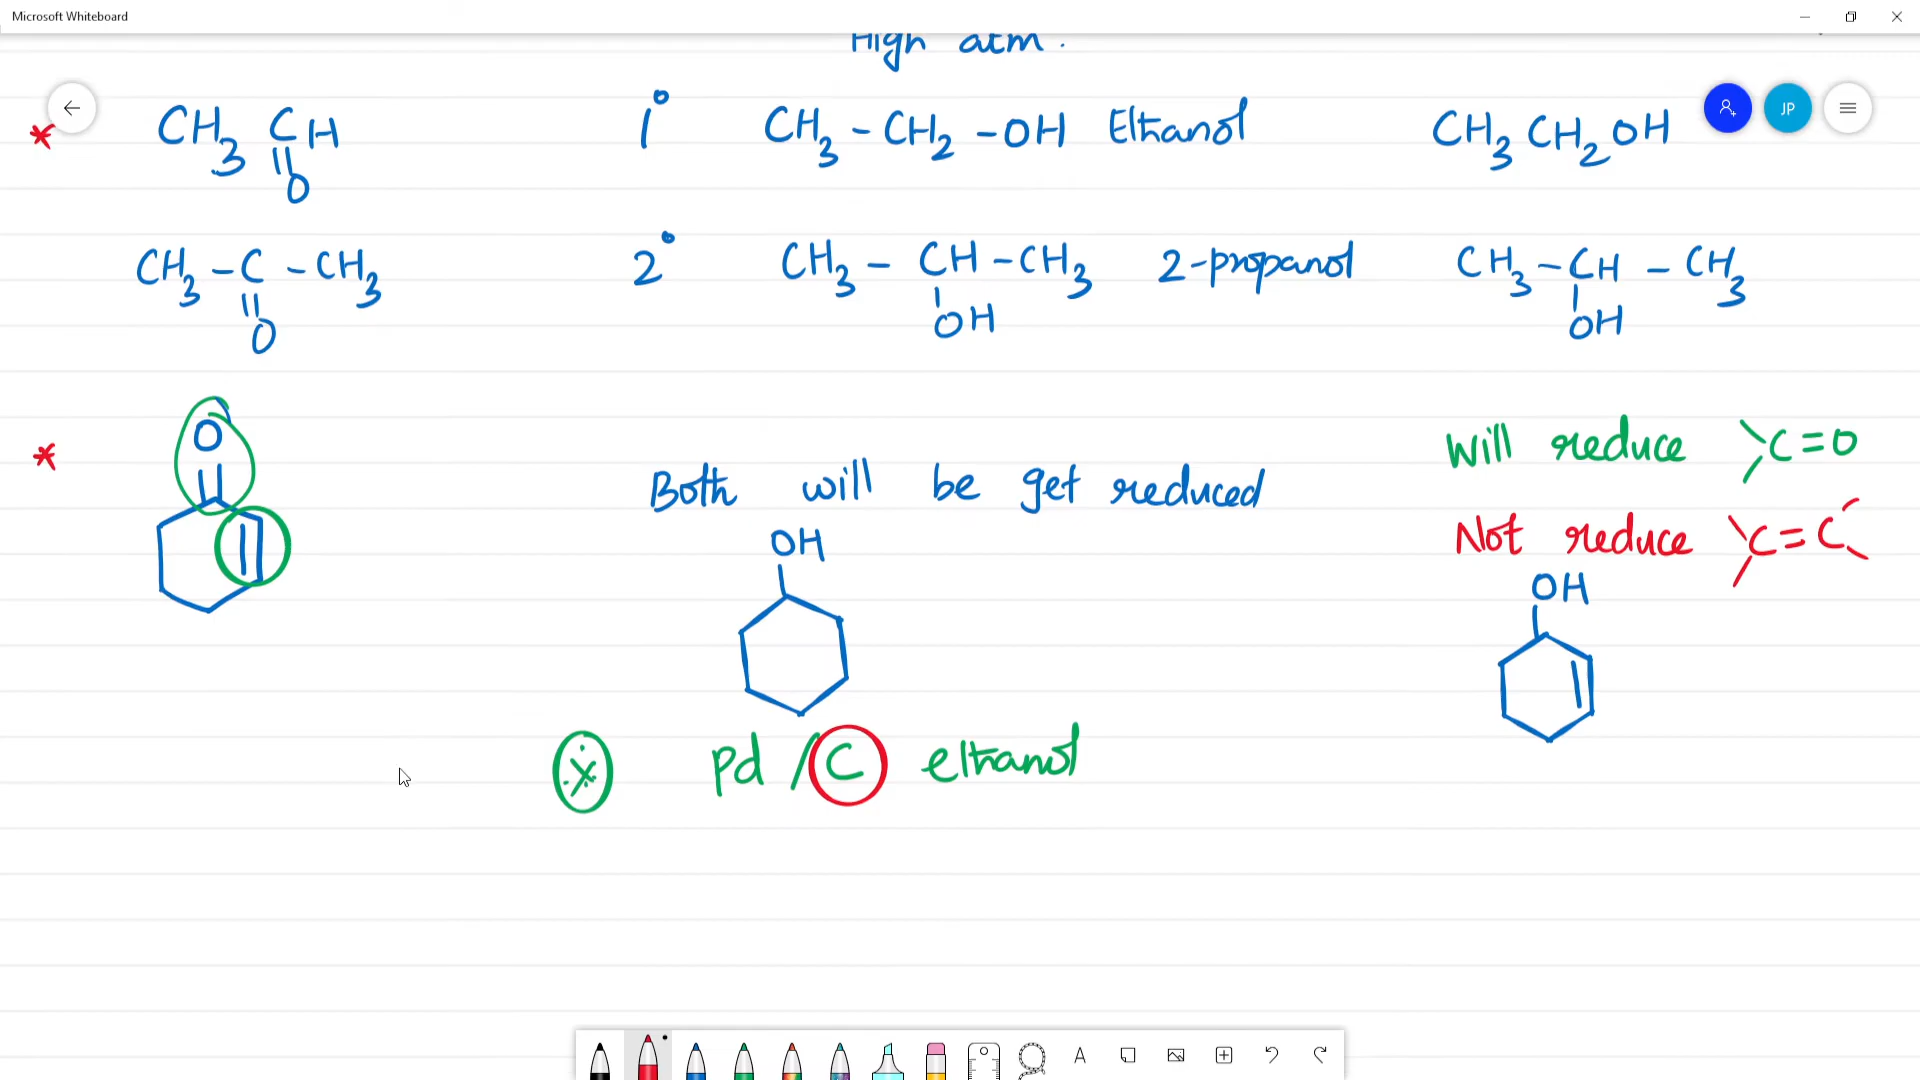 Microsoft Whiteboard
High atm.
* CH3 CH 1° CH3 - CH2 - OH Ethanol CH3 CH2 OH JP
O
CH3 - C - CH3 2° CH3 - CH - CH3 2-propanol CH3 - CH - CH3
O OH OH
* O Will reduce >C=O
Both will be get reduced
Not reduce >C=C<
OH OH
* Pd / C ethanol
A